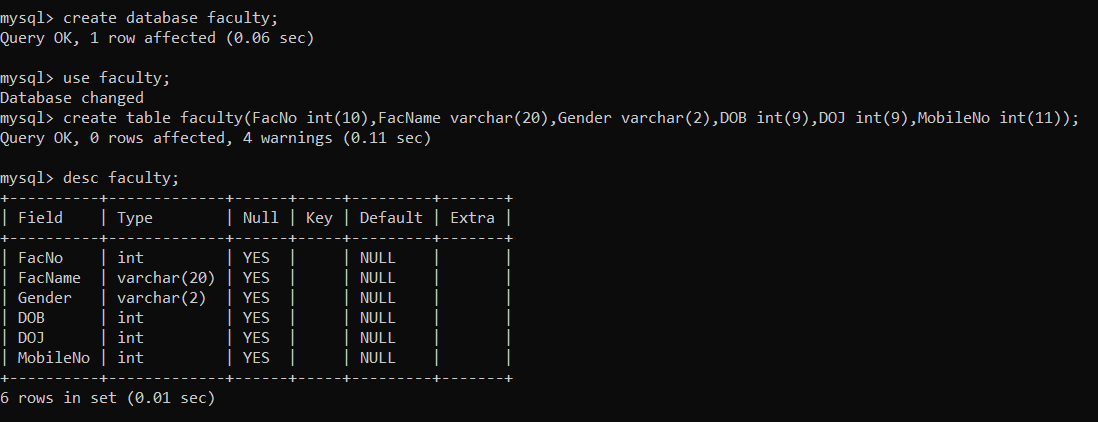 mysql> create database faculty;
Query OK, 1 row affected (0.06 sec)
mysql> use faculty;
Database changed
mysql> create table faculty(FacNo int(10),FacName varchar(20),Gender varchar(2),DOB int(9),DOJ int(9),MobileNo int(11));
Query OK, 0 rows affected, 4 warnings (0.11 sec)
mysql> desc faculty;
+----------+-------------+------+-----+---------+-------+
| Field    | Type        | Null | Key | Default | Extra |
+----------+-------------+------+-----+---------+-------+
| FacNo    | int         | YES  |     | NULL    |       |
| FacName  | varchar(20) | YES  |     | NULL    |       |
| Gender   | varchar(2)  | YES  |     | NULL    |       |
| DOB      | int         | YES  |     | NULL    |       |
| DOJ      | int         | YES  |     | NULL    |       |
| MobileNo | int         | YES  |     | NULL    |       |
+----------+-------------+------+-----+---------+-------+
6 rows in set (0.01 sec)